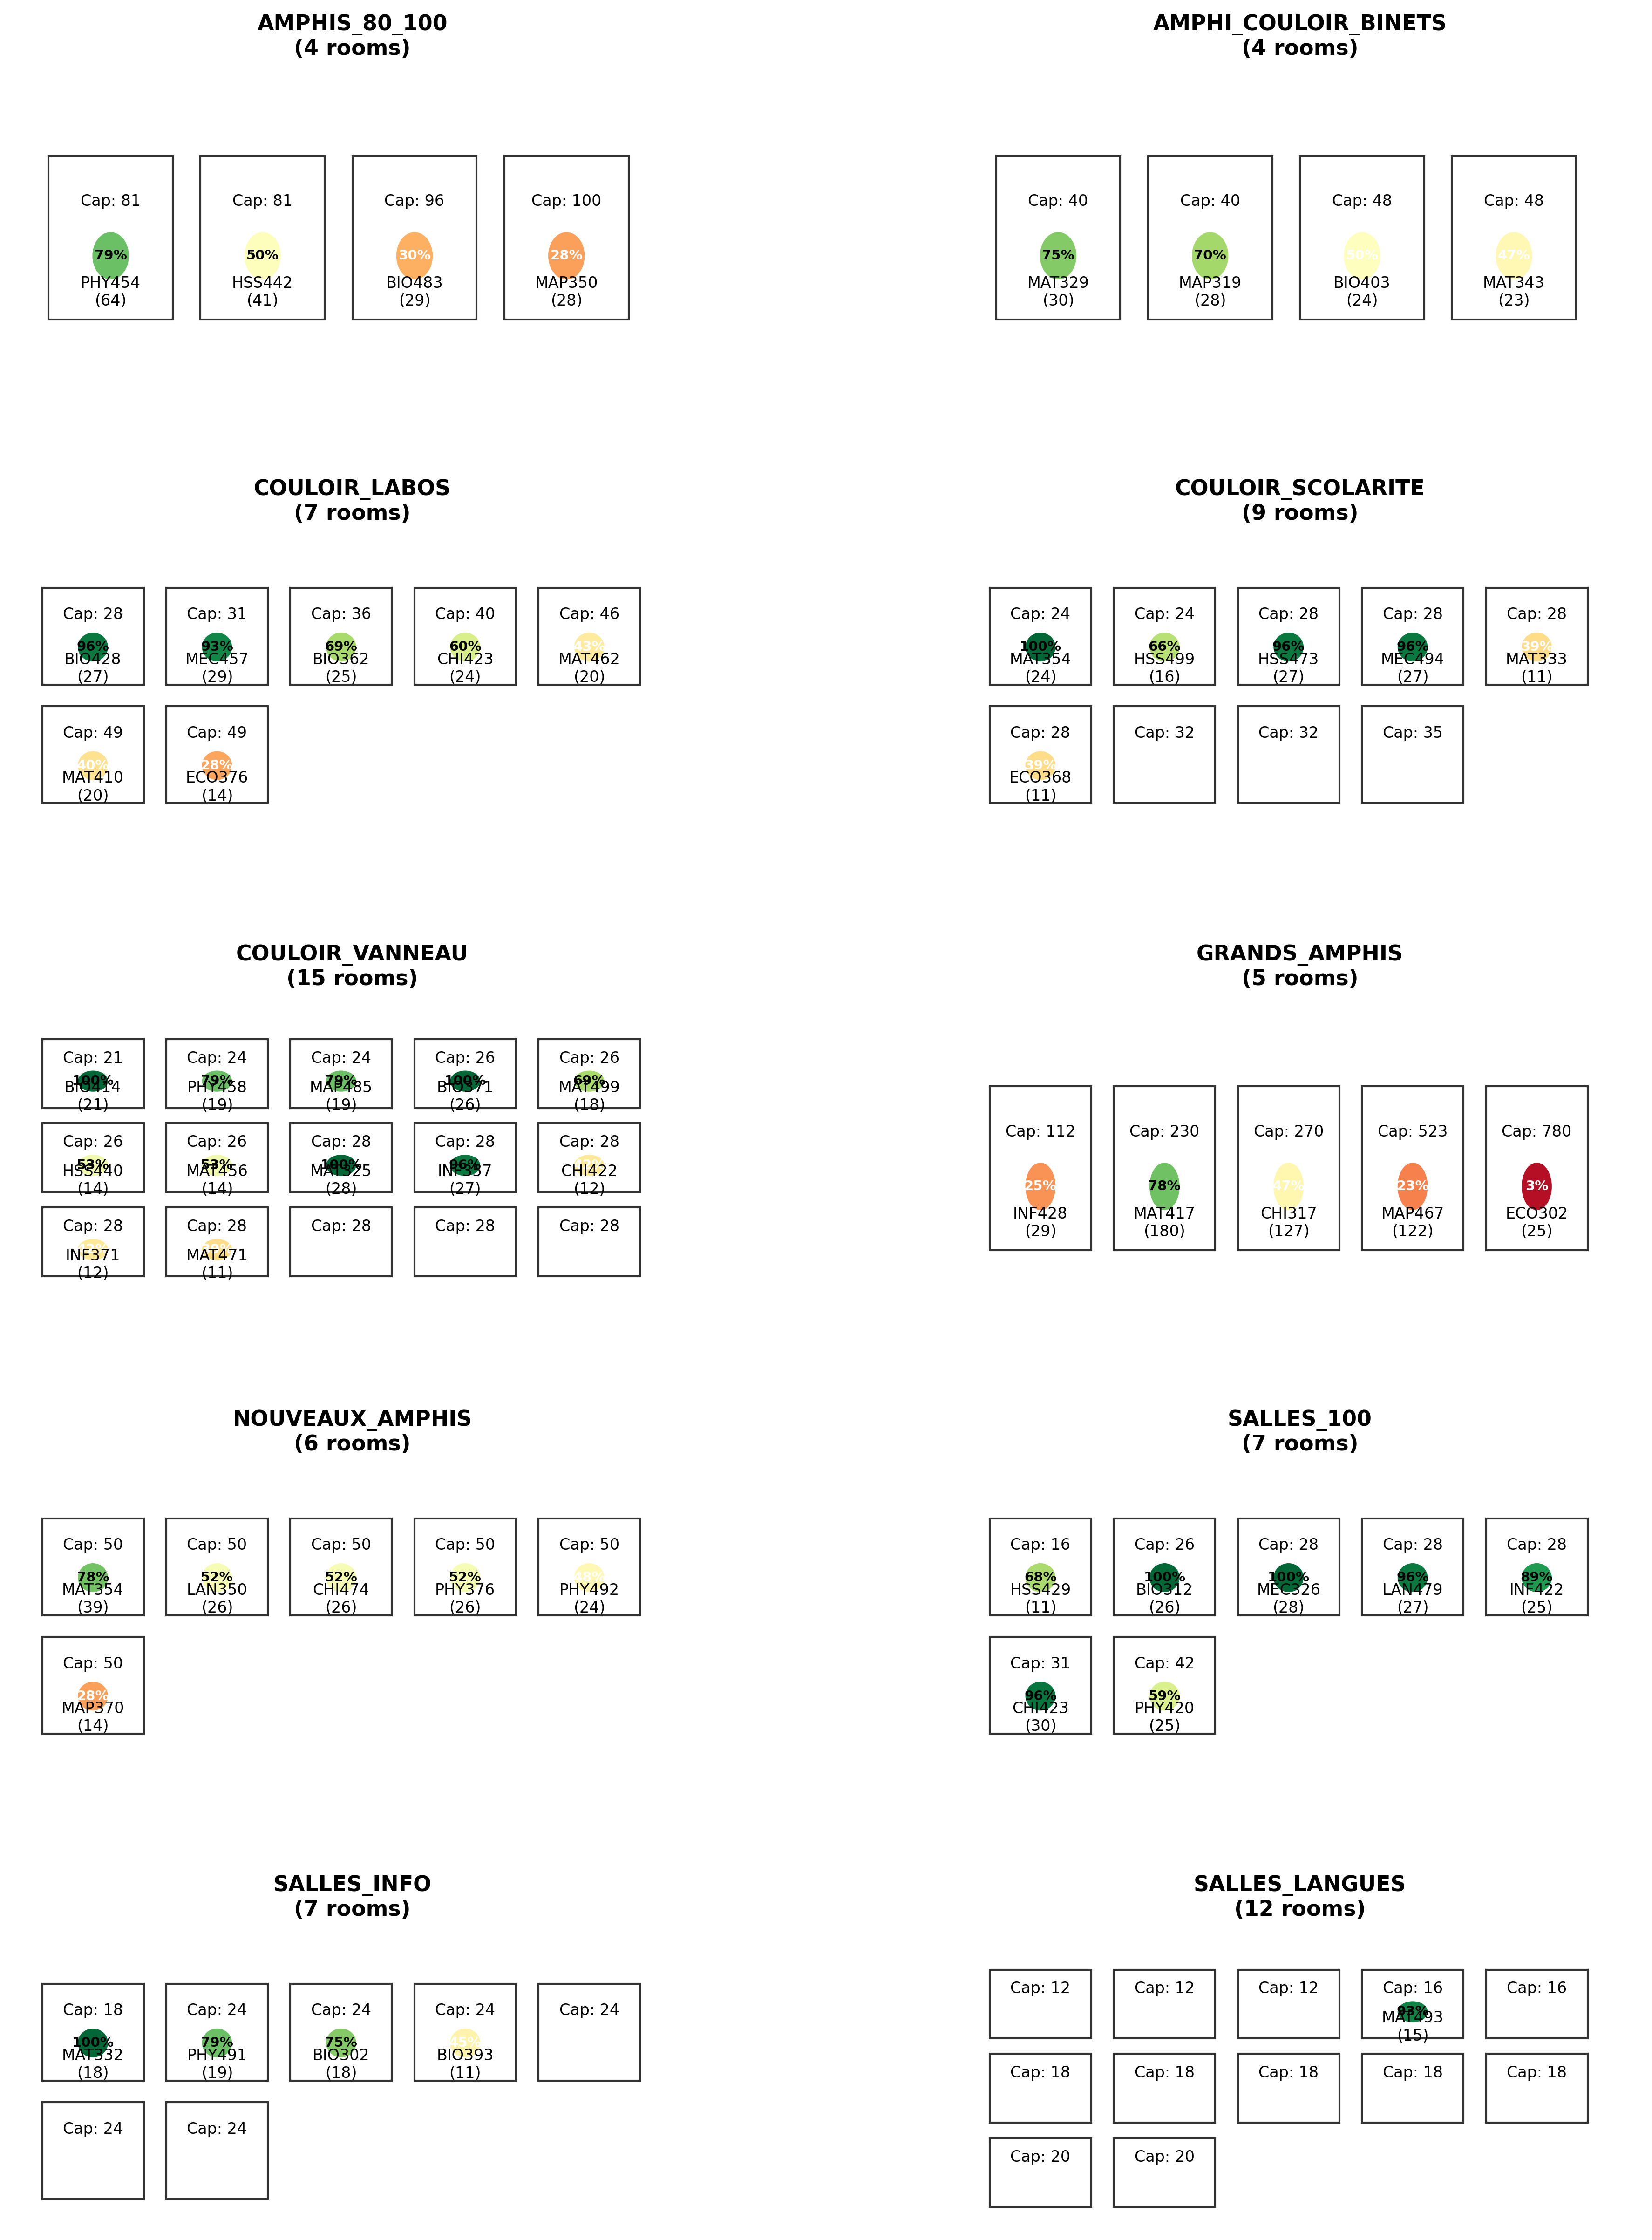 AMPHIS_80_100
(4 rooms)
Cap: 81 Cap: 81 Cap: 96 Cap: 100
79% 50% 30% 28%
PHY454 HSS442 BIO483 MAP350
(64) (41) (29) (28)
AMPHI_COULOIR_BINETS
(4 rooms)
Cap: 40 Cap: 40 Cap: 48 Cap: 48
75% 70% 50% 47%
MAT329 MAP319 BIO403 MAT343
(30) (28) (24) (23)
COULOIR_LABOS
(7 rooms)
Cap: 28 Cap: 31 Cap: 36 Cap: 40 Cap: 46
96% 93% 69% 60% 43%
BIO428 MEC457 BIO362 CHI423 MAT462
(27) (29) (25) (24) (20)
Cap: 49 Cap: 49
40% 28%
MAT410 ECO376
(20) (14)
COULOIR_SCOLARITE
(9 rooms)
Cap: 24 Cap: 24 Cap: 28 Cap: 28 Cap: 28
100% 66% 96% 96% 39%
MAT354 HSS499 HSS473 MEC494 MAT333
(24) (16) (27) (27) (11)
Cap: 28 Cap: 32 Cap: 32 Cap: 35
39%
ECO368
(11)
COULOIR_VANNEAU
(15 rooms)
Cap: 21 Cap: 24 Cap: 24 Cap: 26 Cap: 26
100% 79% 79% 100% 69%
BIO414 PHY458 MAP485 BIO371 MAT499
(21) (19) (19) (26) (18)
Cap: 26 Cap: 26 Cap: 28 Cap: 28 Cap: 28
53% 53% 100% 96%
HSS440 MAT456 MAT325 INF337 CHI422
(14) (14) (28) (27) (12)
Cap: 28 Cap: 28 Cap: 28 Cap: 28 Cap: 28
INF371 MAT471
(12) (11)
GRANDS_AMPHIS
(5 rooms)
Cap: 112 Cap: 230 Cap: 270 Cap: 523 Cap: 780
25% 78% 47% 23% 3%
INF428 MAT417 CHI317 MAP467 ECO302
(29) (180) (127) (122) (25)
NOUVEAUX_AMPHIS
(6 rooms)
Cap: 50 Cap: 50 Cap: 50 Cap: 50 Cap: 50
78% 52% 52% 52% 48%
MAT354 LAN350 CHI474 PHY376 PHY492
(39) (26) (26) (26) (24)
Cap: 50
28%
MAP370
(14)
SALLES_100
(7 rooms)
Cap: 16 Cap: 26 Cap: 28 Cap: 28 Cap: 28
68% 100% 100% 96% 89%
HSS429 BIO312 MEC326 LAN479 INF422
(11) (26) (28) (27) (25)
Cap: 31 Cap: 42
96% 59%
CHI423 PHY420
(30) (25)
SALLES_INFO
(7 rooms)
Cap: 18 Cap: 24 Cap: 24 Cap: 24 Cap: 24
100% 79% 75% 45%
MAT332 PHY491 BIO302 BIO393
(18) (19) (18) (11)
Cap: 24 Cap: 24
SALLES_LANGUES
(12 rooms)
Cap: 12 Cap: 12 Cap: 12 Cap: 16 Cap: 16
93%
MAT493
(15)
Cap: 18 Cap: 18 Cap: 18 Cap: 18 Cap: 18
Cap: 20 Cap: 20